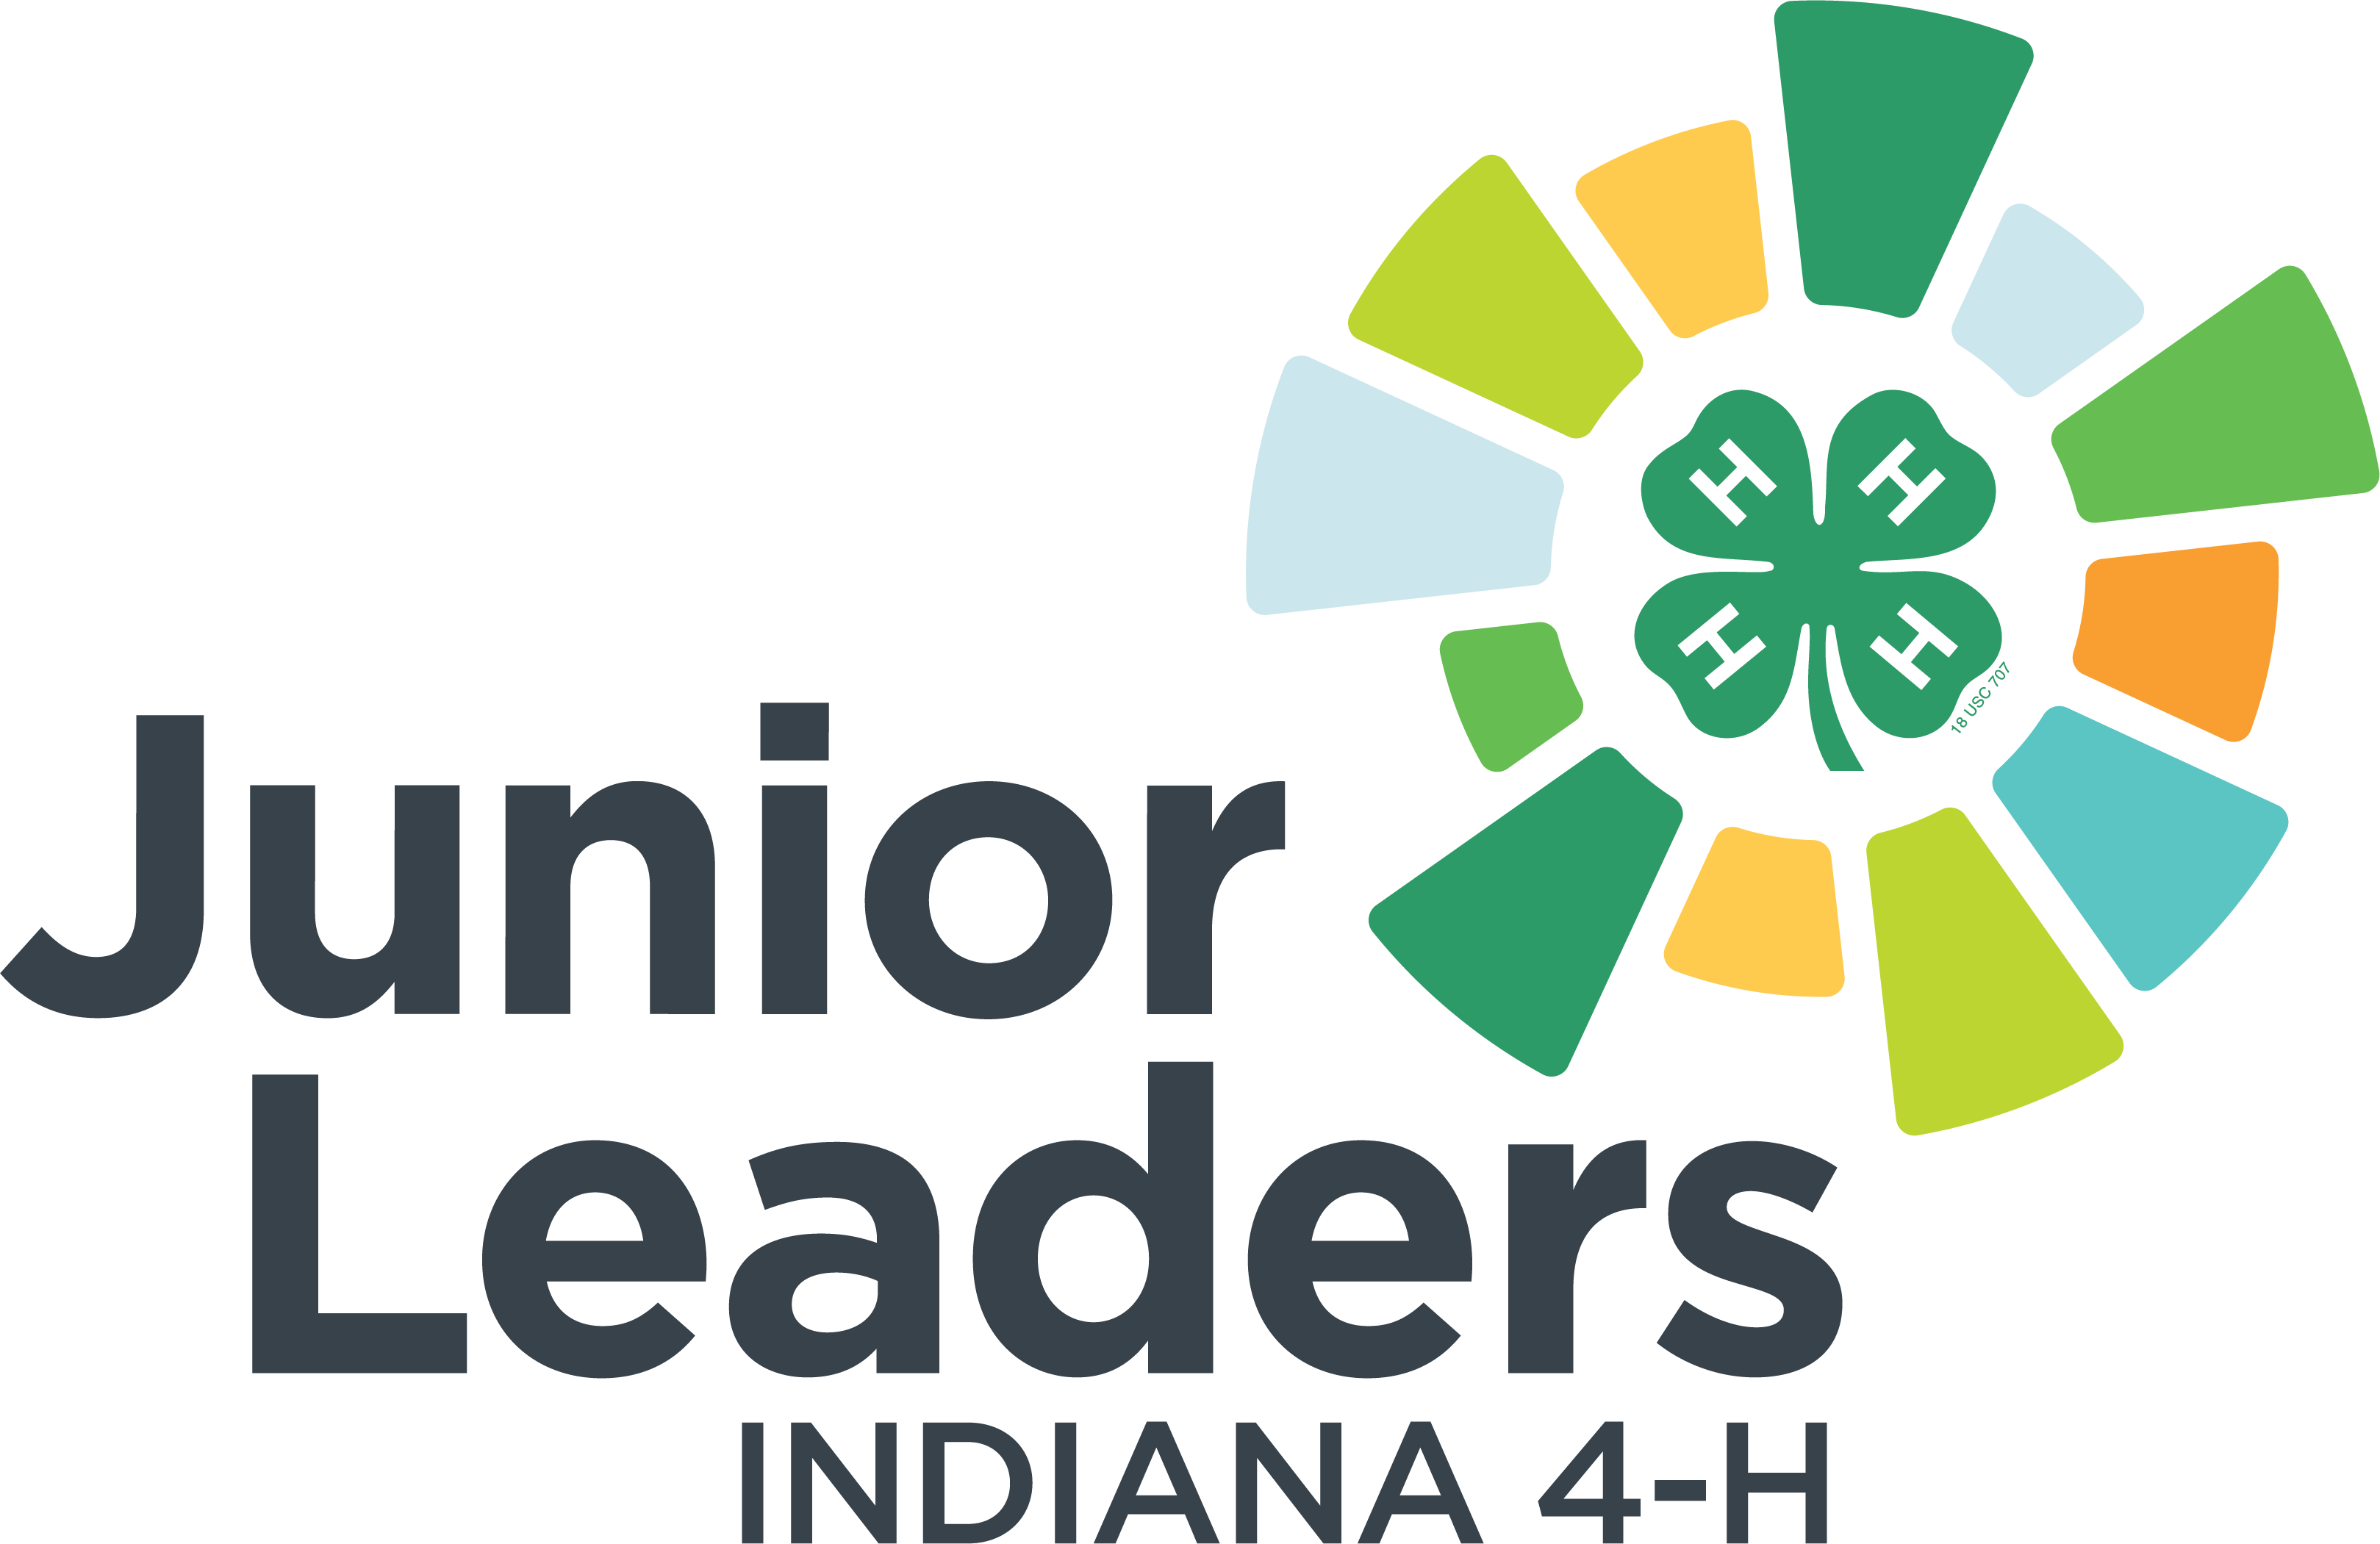 H H
H H
18 USC 707
Junior
Leaders
INDIANA 4-H